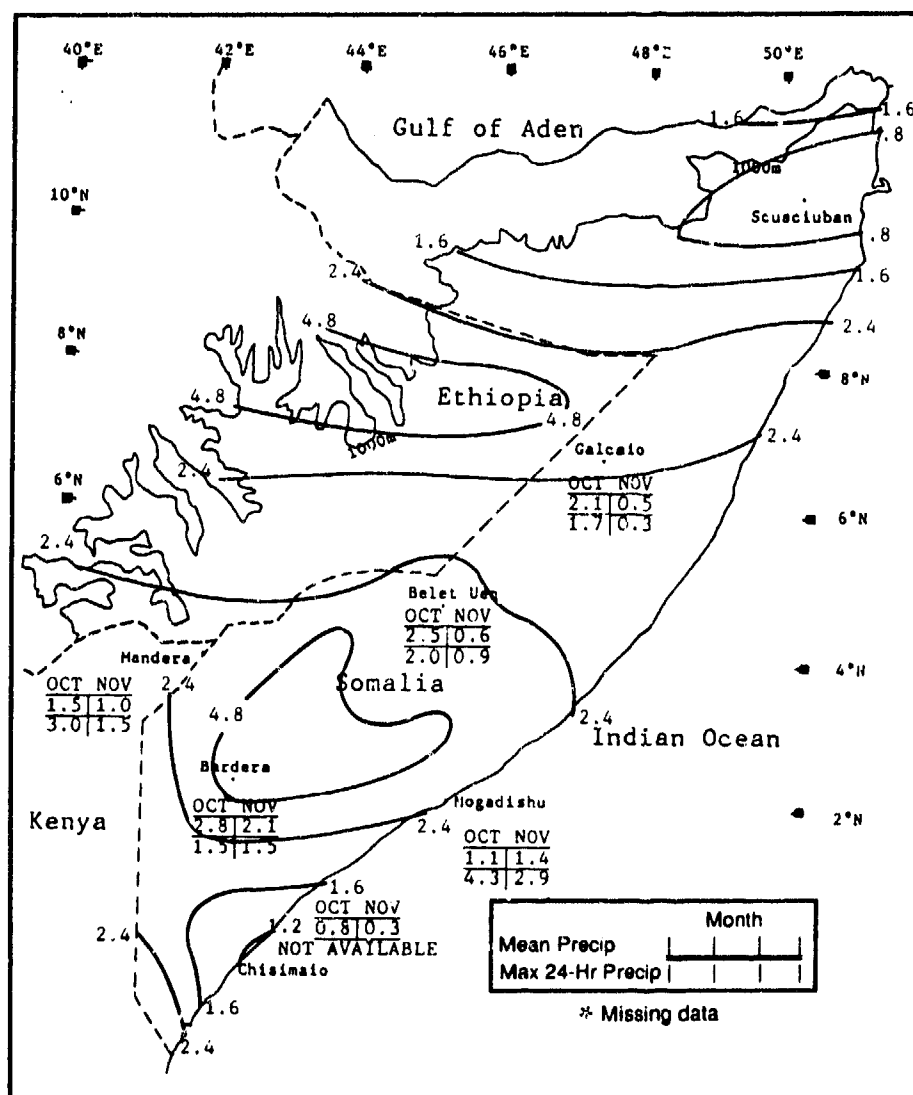 40°E 42°E 44°E 46°E 48°E 50°E
Gulf of Aden
1.6
1.6
.8
1000m
10°N
Scusciuban
.8
1.6
1.6
2.4
2.4
8°N
4.8
8°N
Ethiopia
4.8
4.8
1000m
2.4
Galcaio
2.4
OCT NOV
2.1 0.5
1.7 0.3
6°N
6°N
2.4
Belet Uen
OCT NOV
2.5 0.6
2.0 0.9
Mandera
OCT NOV
1.5 1.0
3.0 1.5
2.4
4°N
Somalia
4.8
2.4
Indian Ocean
Bardera
OCT NOV
2.8 2.1
1.5 1.5
Kenya
Mogadishu
2.4
2°N
OCT NOV
1.1 1.4
4.3 2.9
1.6
OCT NOV
0.8 0.3
NOT AVAILABLE
1.2
2.4
Chisimaio
1.6
2.4
Month
Mean Precip
Max 24-Hr Precip
* Missing data